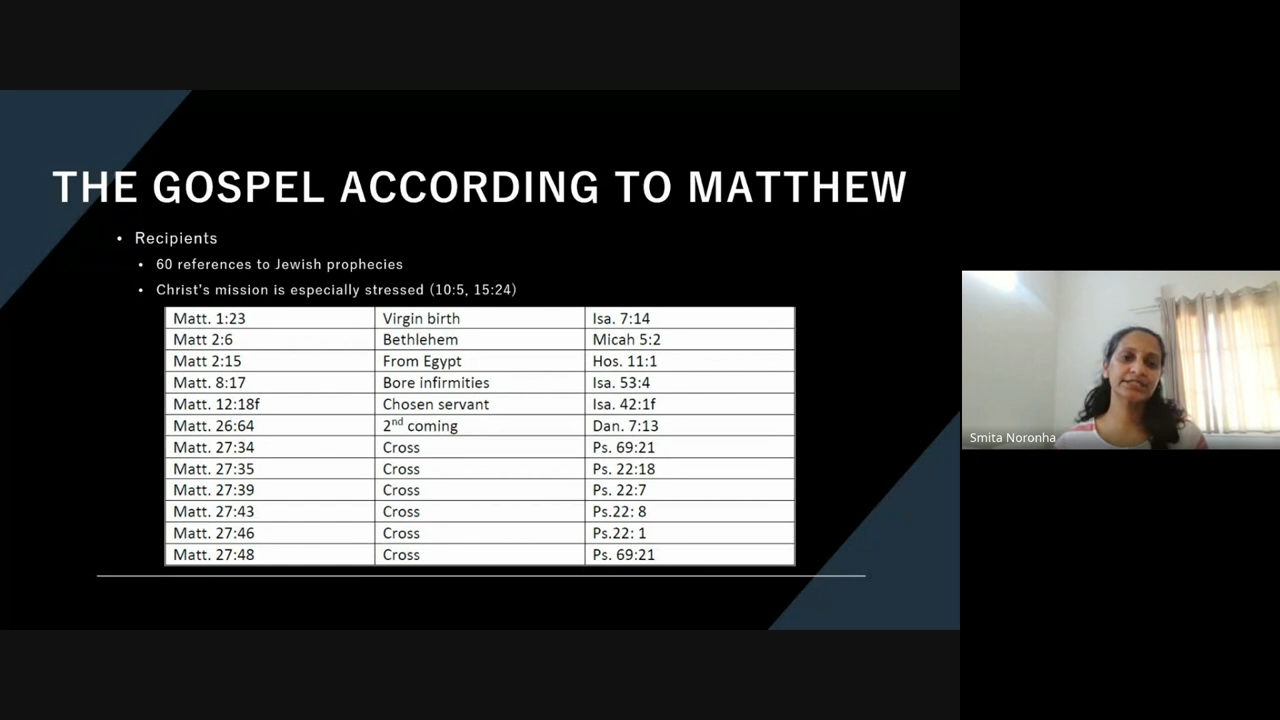 THE GOSPEL ACCORDING TO MATTHEW
• Recipients
• 60 references to Jewish prophecies
• Christ's mission is especially stressed (10:5, 15:24)
Matt. 1:23 Virgin birth Isa. 7:14
Matt 2:6 Bethlehem Micah 5:2
Matt 2:15 From Egypt Hos. 11:1
Matt. 8:17 Bore infirmities Isa. 53:4
Matt. 12:18f Chosen servant Isa. 42:1f
Matt. 26:64 2nd coming Dan. 7:13
Matt. 27:34 Cross Ps. 69:21
Matt. 27:35 Cross Ps. 22:18
Matt. 27:39 Cross Ps. 22:7
Matt. 27:43 Cross Ps.22: 8
Matt. 27:46 Cross Ps.22: 1
Matt. 27:48 Cross Ps. 69:21
Smita Noronha